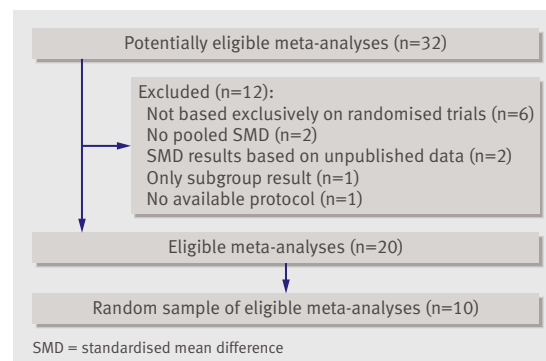 Potentially eligible meta-analyses (n=32)
Excluded (n=12):
Not based exclusively on randomised trials (n=6)
No pooled SMD (n=2)
SMD results based on unpublished data (n=2)
Only subgroup result (n=1)
No available protocol (n=1)
Eligible meta-analyses (n=20)
Random sample of eligible meta-analyses (n=10)
SMD = standardised mean difference